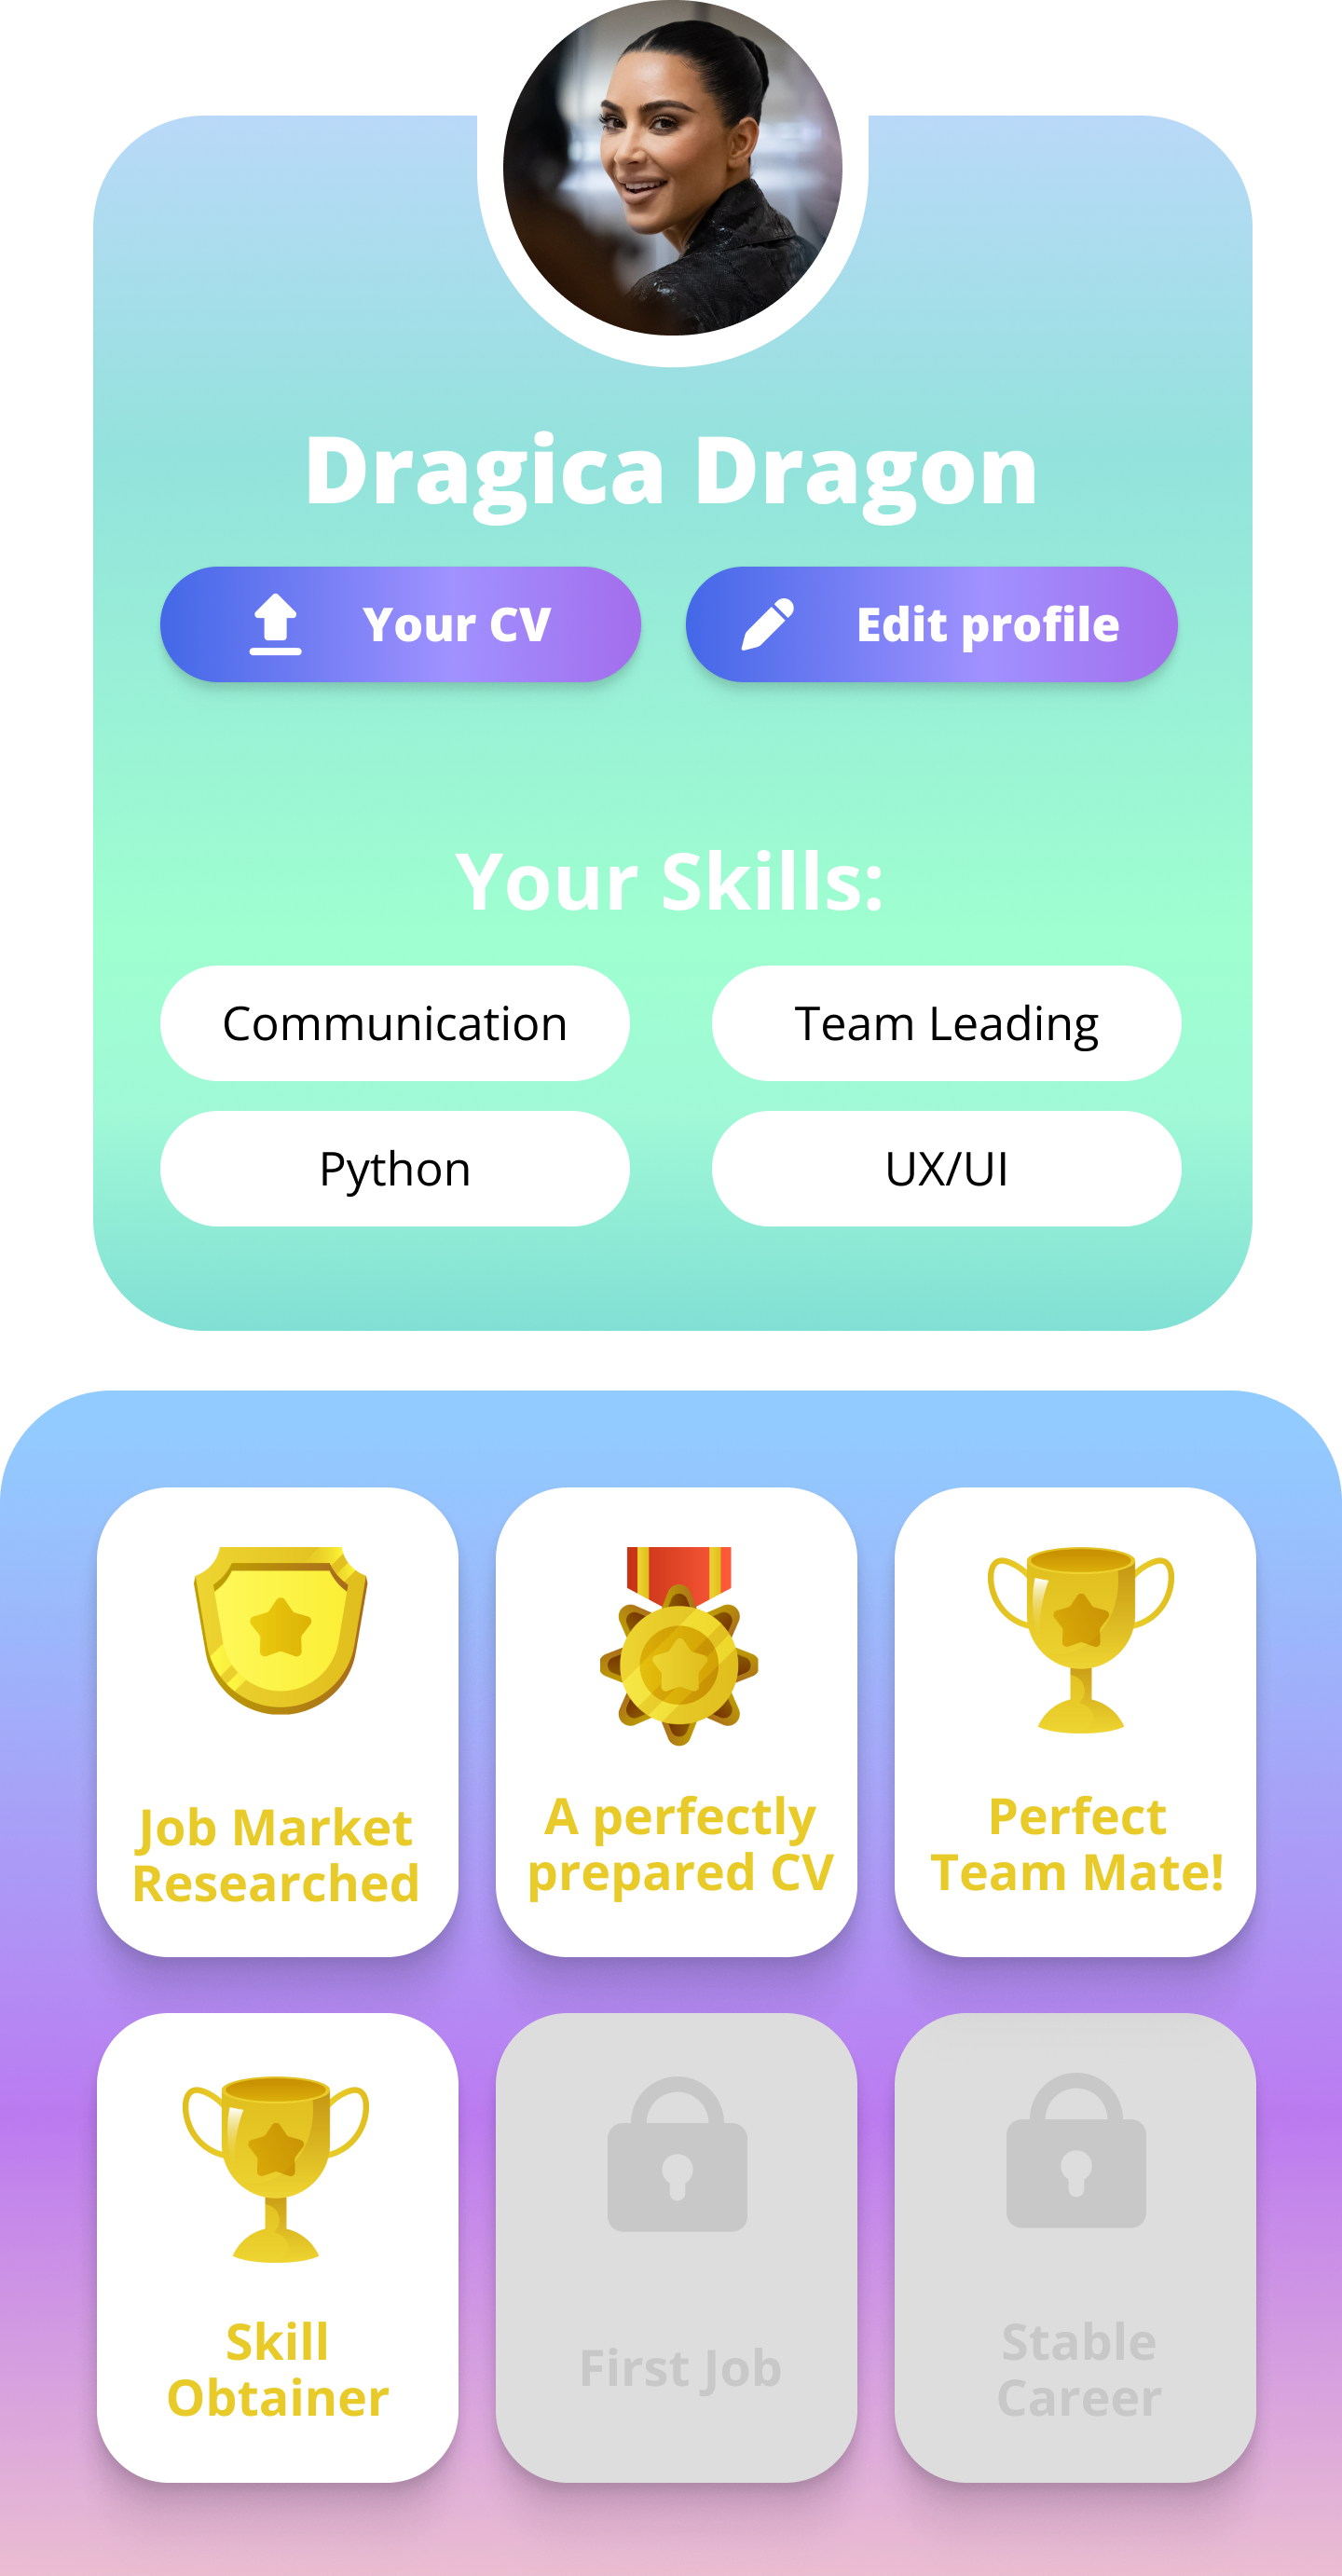 Dragica Dragon
Your CV
Edit profile
Your Skills:
Communication
Team Leading
Python
UX/UI
Job Market
Researched
A perfectly
prepared CV
Perfect
Team Mate!
Skill
Obtainer
First Job
Stable
Career